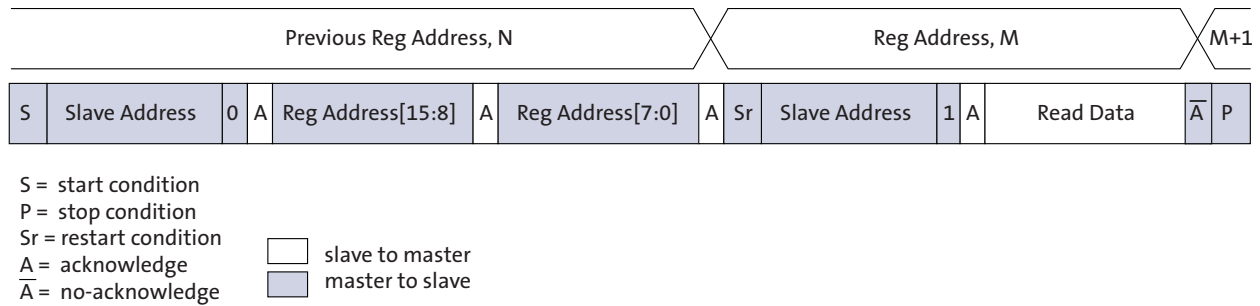 Previous Reg Address, N Reg Address, M M+1
S Slave Address 0 A Reg Address[15:8] A Reg Address[7:0] A Sr Slave Address 1 A Read Data A̅ P
S = start condition
P = stop condition
Sr = restart condition
A = acknowledge
A̅ = no-acknowledge
slave to master
master to slave